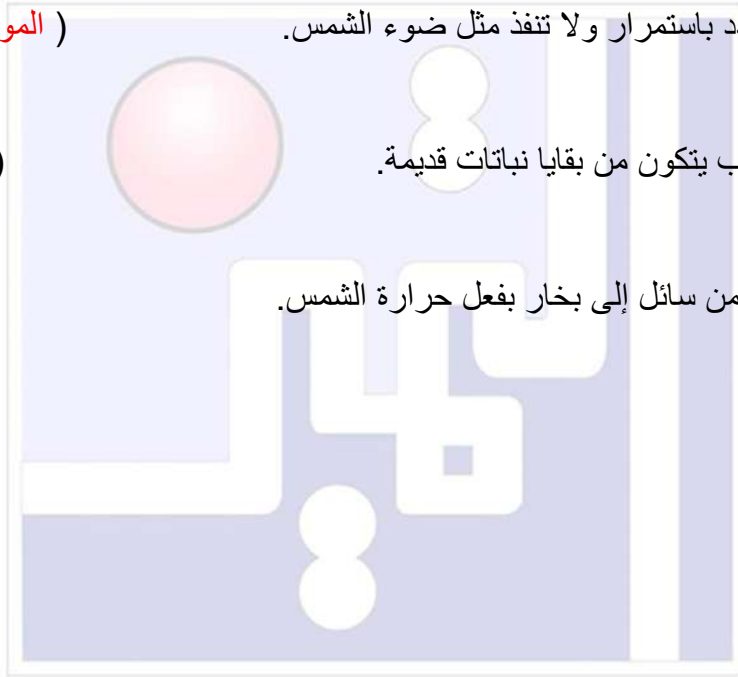 د باستمرار ولا تنفذ مثل ضوء الشمس. ( المو
ب يتكون من بقايا نباتات قديمة. (
من سائل إلى بخار بفعل حرارة الشمس.